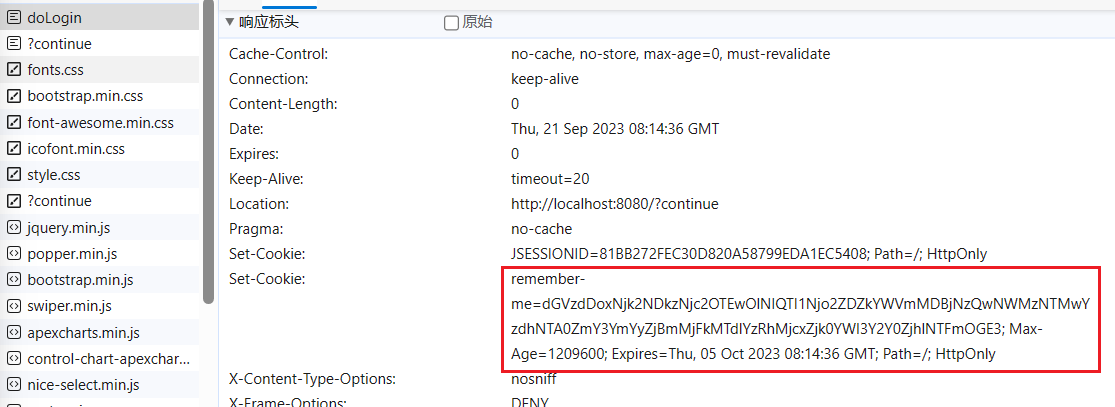 doLogin
?continue
fonts.css
bootstrap.min.css
font-awesome.min.css
icofont.min.css
style.css
?continue
jquery.min.js
popper.min.js
bootstrap.min.js
swiper.min.js
apexcharts.min.js
control-chart-apexchar...
nice-select.min.js
▼ 响应标头 原始
Cache-Control: no-cache, no-store, max-age=0, must-revalidate
Connection: keep-alive
Content-Length: 0
Date: Thu, 21 Sep 2023 08:14:36 GMT
Expires: 0
Keep-Alive: timeout=20
Location: http://localhost:8080/?continue
Pragma: no-cache
Set-Cookie: JSESSIONID=81BB272FEC30D820A58799EDA1EC5408; Path=/; HttpOnly
Set-Cookie: remember-
me=dGVzdDoxNjk2NDkzNjc2OTEwOlNIQTI1Njo2ZDZkYWVmMDBjNzQwNWMzNTMwY
zdhNTA0ZmY3YmYyZjBmMjFkMTdlYzRhMjcxZjk0YWI3Y2Y0ZjhlNTFmOGE3; Max-
Age=1209600; Expires=Thu, 05 Oct 2023 08:14:36 GMT; Path=/; HttpOnly
X-Content-Type-Options: nosniff
X-Frame-Options: DENY